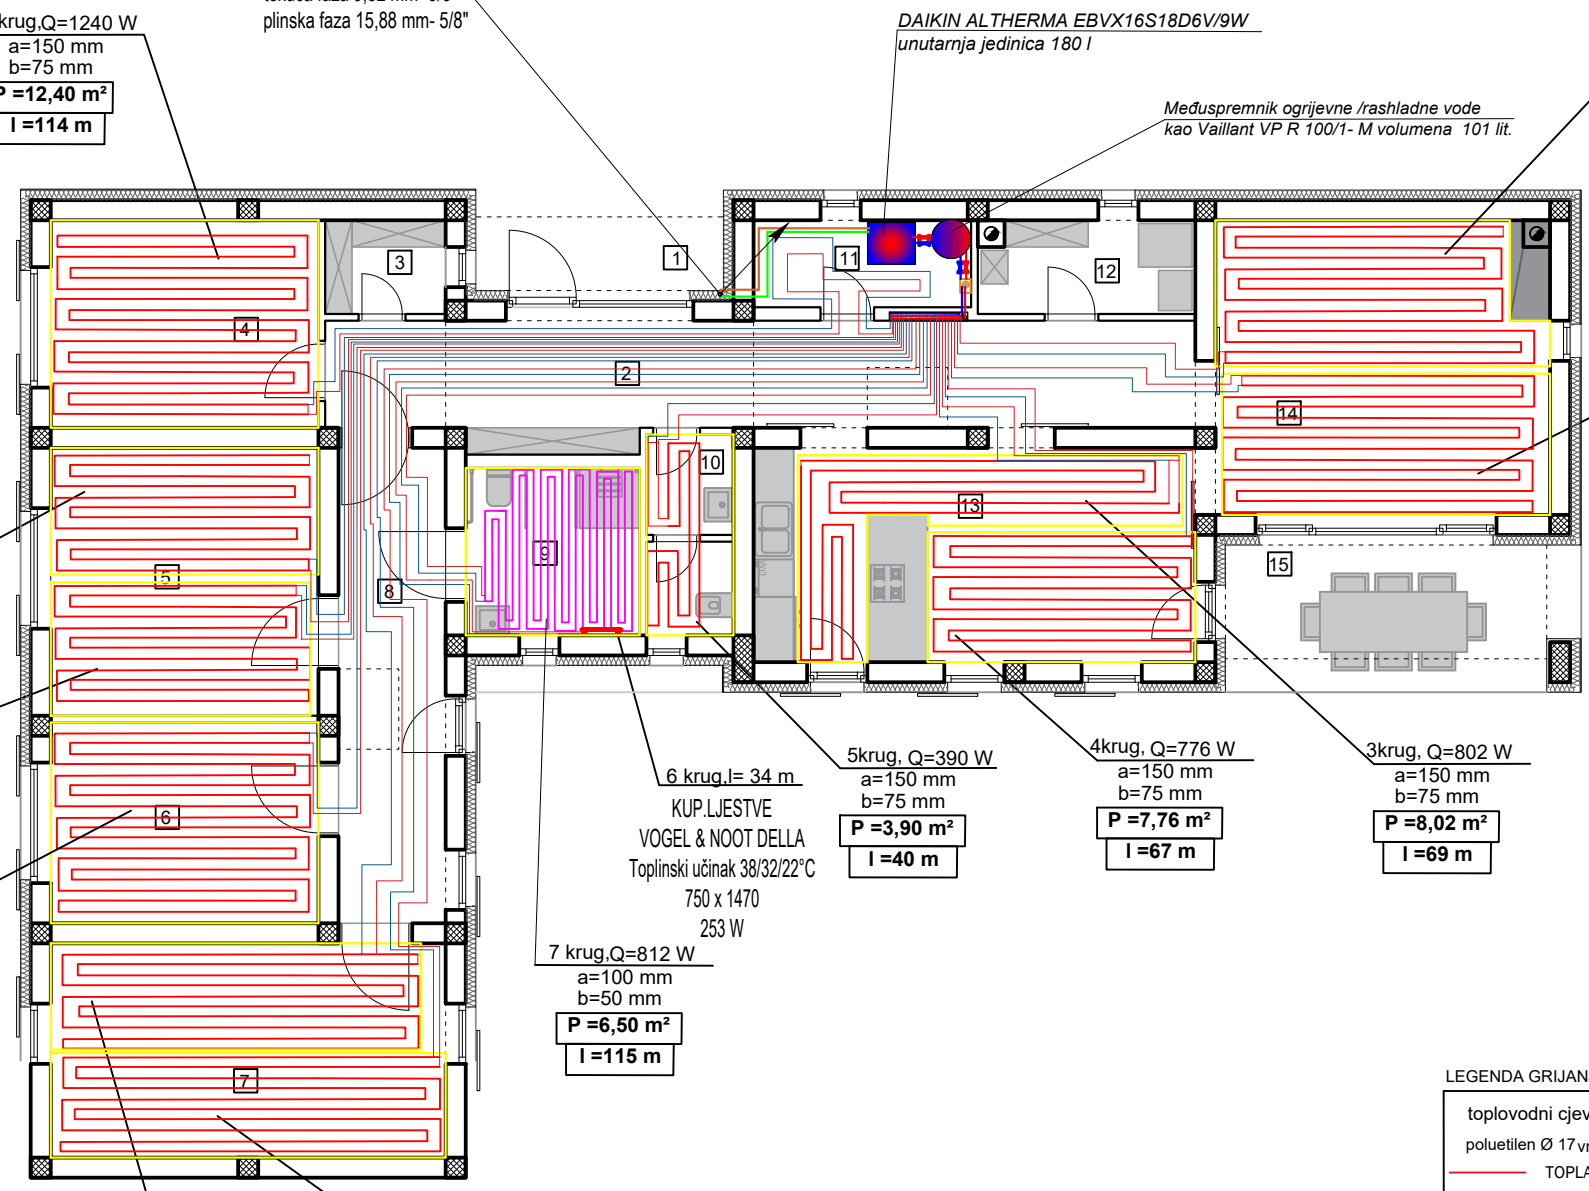 plinska faza 15,88 mm- 5/8"
krug,Q=1240 W
a=150 mm
b=75 mm
P =12,40 m²
l =114 m
DAIKIN ALTHERMA EBVX16S18D6V/9W
unutarnja jedinica 180 l
Međuspremnik ogrijevne /rashladne vode
kao Vaillant VP R 100/1- M volumena 101 lit.
1
2
3
4
5
6
7
8
9
10
11
12
13
14
15
6 krug,l= 34 m
KUP.LJESTVE
VOGEL & NOOT DELLA
Toplinski učinak 38/32/22°C
750 x 1470
253 W
5krug, Q=390 W
a=150 mm
b=75 mm
P =3,90 m²
l =40 m
4krug, Q=776 W
a=150 mm
b=75 mm
P =7,76 m²
l =67 m
3krug, Q=802 W
a=150 mm
b=75 mm
P =8,02 m²
l =69 m
7 krug,Q=812 W
a=100 mm
b=50 mm
P =6,50 m²
l =115 m
LEGENDA GRIJAN
toplovodni cjev
poluetilen Ø 17vr
TOPLA